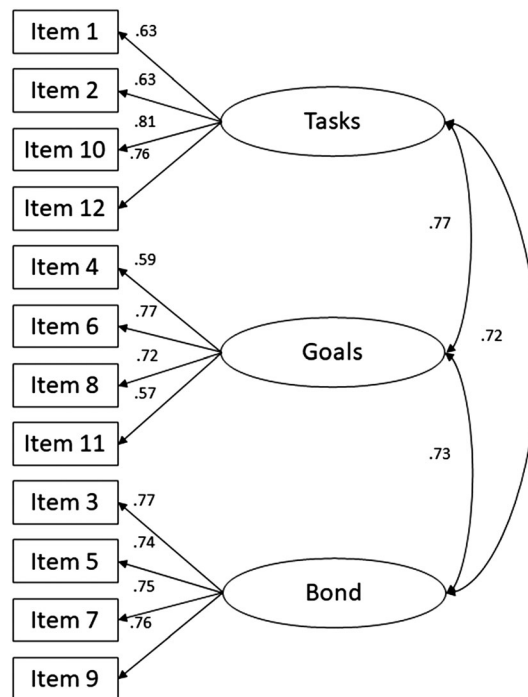 Item 1
.63
Item 2
.63
Tasks
.81
Item 10
.76
Item 12
.77
Item 4
.59
Item 6
.77
.72
Goals
.72
Item 8
.57
Item 11
.73
Item 3
.77
Item 5
.74
.75
Bond
Item 7
.76
Item 9